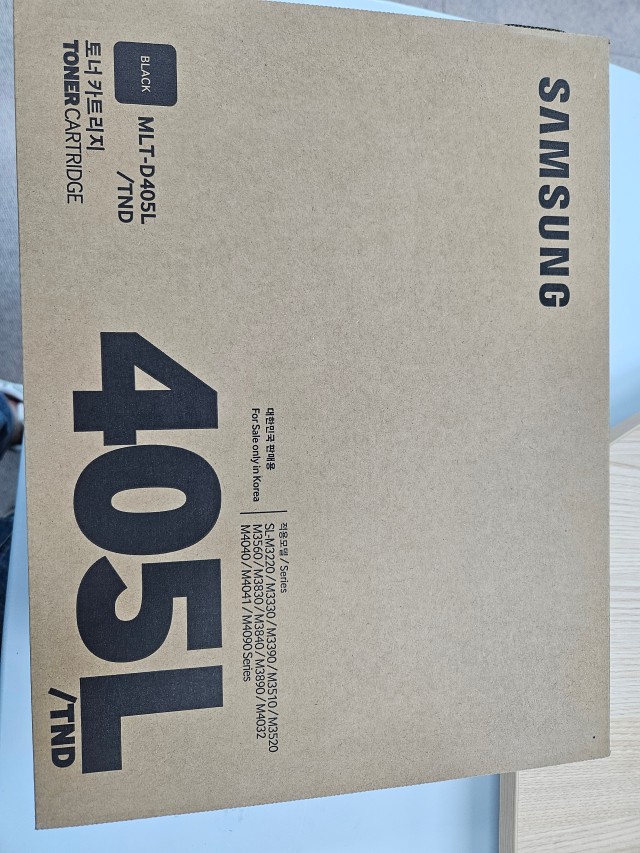 SAMSUNG
대한민국 판매용
For Sale only in Korea
적용모델 / Series
SL-M3220 / M3330 / M3390 / M3510 / M3520
M3560 / M3830 / M3840 / M3890 / M4032
M4040 / M4041 / M4090 Series
BLACK
MLT-D405L
/TND
토너 카트리지
TONER CARTRIDGE
405L
/TND